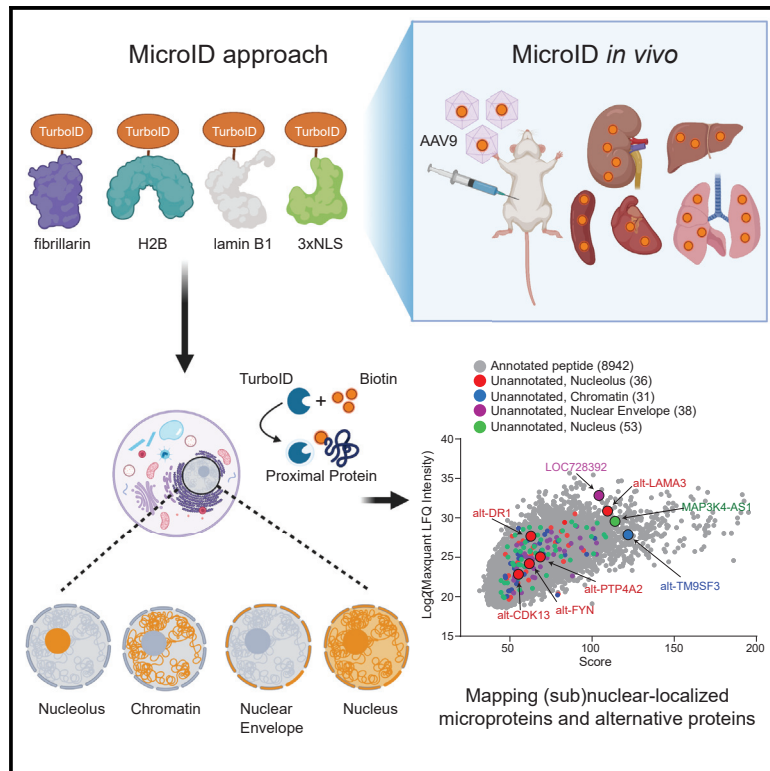 MicroID approach
MicroID in vivo
TurboID
TurboID
TurboID
TurboID
fibrillarin
H2B
lamin B1
3xNLS
AAV9
TurboID
Biotin
+
Proximal Protein
Nucleolus
Chromatin
Nuclear
Envelope
Nucleus
Annotated peptide (8942)
Unannotated, Nucleolus (36)
Unannotated, Chromatin (31)
Unannotated, Nuclear Envelope (38)
Unannotated, Nucleus (53)
Log2(Maxquant LFQ Intensity)
40
35
30
25
20
15
LOC728392
alt-LAMA3
MAP3K4-AS1
alt-DR1
alt-TM9SF3
alt-PTP4A2
alt-FYN
alt-CDK13
50
100
150
200
Score
Mapping (sub)nuclear-localized
microproteins and alternative proteins